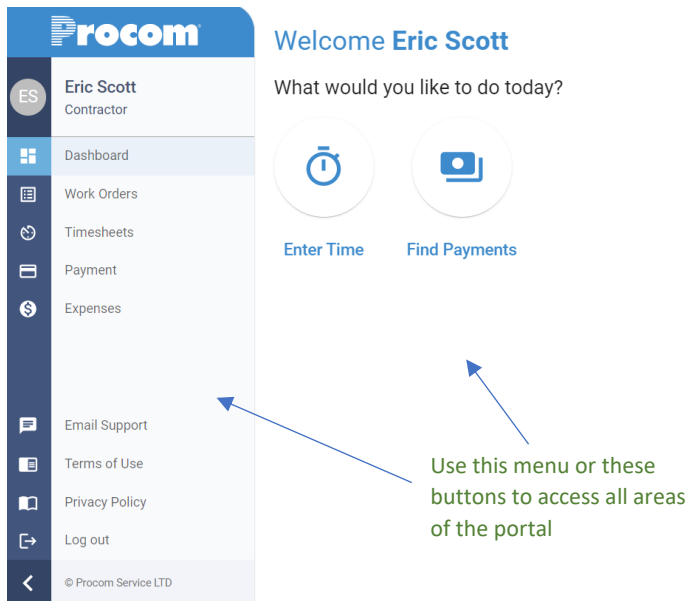 Procom
ES
Eric Scott
Contractor
Dashboard
Work Orders
Timesheets
Payment
Expenses
Email Support
Terms of Use
Privacy Policy
Log out
© Procom Service LTD
Welcome Eric Scott
What would you like to do today?
Enter Time
Find Payments
Use this menu or these
buttons to access all areas
of the portal